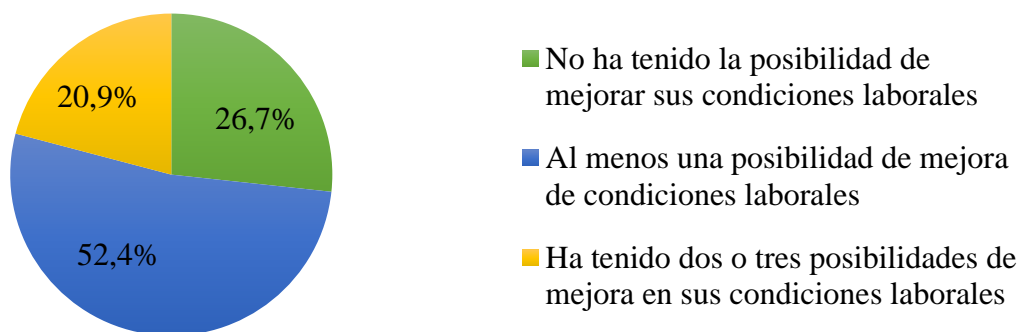 20,9%
26,7%
52,4%
No ha tenido la posibilidad de
mejorar sus condiciones laborales
Al menos una posibilidad de mejora
de condiciones laborales
Ha tenido dos o tres posibilidades de
mejora en sus condiciones laborales